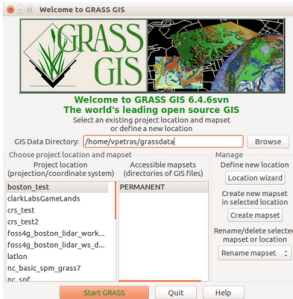 Welcome to GRASS GIS
GRASS
GIS
Welcome to GRASS GIS 6.4.6svn
The world's leading open source GIS
Select an existing project location and mapset
or define a new location
GIS Data Directory: /home/vpetras/grassdata Browse
Choose project location and mapset Manage
Project location
(projection/coordinate system)
Accessible mapsets
(directories of GIS files)
Define new location
Location wizard
boston_test
clarkLabsGameLands
crs_test
crs_test2
foss4g_boston_lidar_work...
foss4g_boston_lidar_ws_d...
latlon
nc_basic_spm_grass7
nc_spf
PERMANENT
Create new mapset
in selected location
Create mapset
Rename/delete selected
mapset or location
Rename mapset
Start GRASS Quit Help